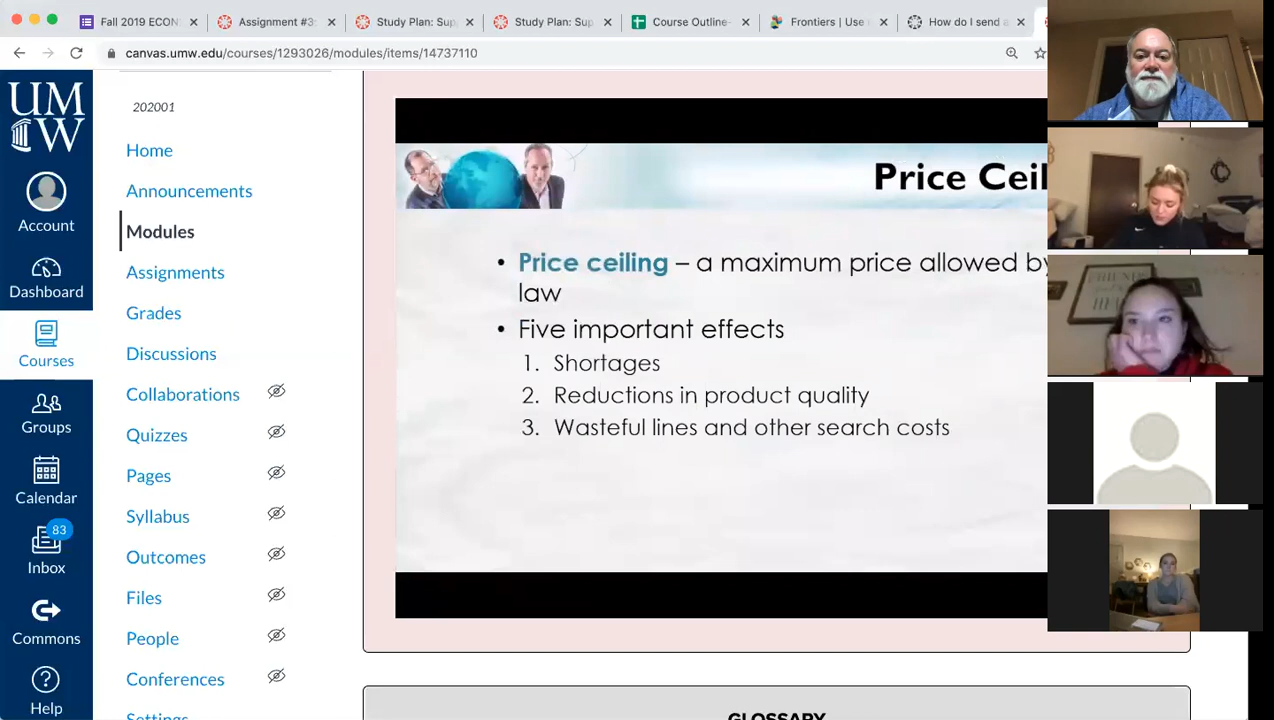 Fall 2019 ECON
Assignment #3:
Study Plan: Sup
Study Plan: Sup
Course Outline-
Frontiers | Use
How do I send a
canvas.umw.edu/courses/1293026/modules/items/14737110
UM
W
Account
Dashboard
Courses
Groups
Calendar
83
Inbox
Commons
Help
202001
Home
Announcements
Modules
Assignments
Grades
Discussions
Collaborations
Quizzes
Pages
Syllabus
Outcomes
Files
People
Conferences
Settings
Price Ceil
• Price ceiling – a maximum price allowed by
law
• Five important effects
1. Shortages
2. Reductions in product quality
3. Wasteful lines and other search costs
GLOSSARY